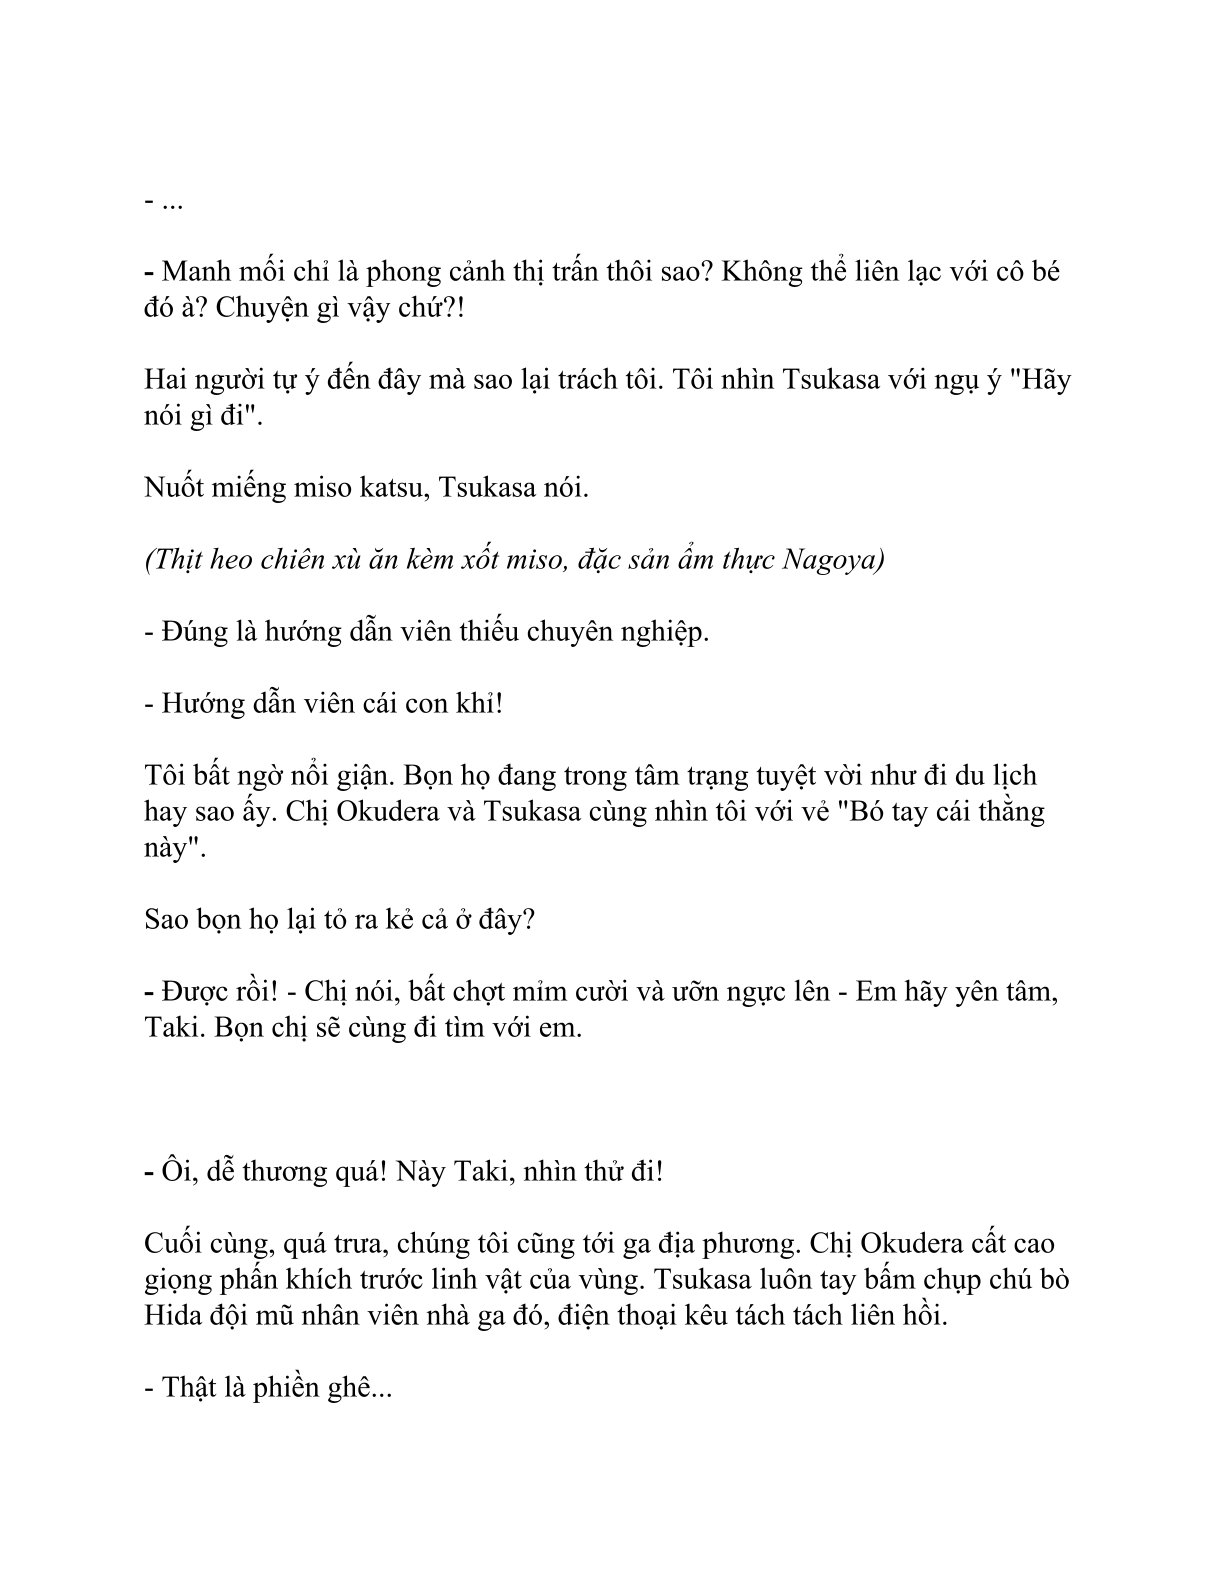 - ...
- Manh mối chỉ là phong cảnh thị trấn thôi sao? Không thể liên lạc với cô bé
đó à? Chuyện gì vậy chứ?!
Hai người tự ý đến đây mà sao lại trách tôi. Tôi nhìn Tsukasa với ngụ ý "Hãy
nói gì đi".
Nuốt miếng miso katsu, Tsukasa nói.
(Thịt heo chiên xù ăn kèm xốt miso, đặc sản ẩm thực Nagoya)
- Đúng là hướng dẫn viên thiếu chuyên nghiệp.
- Hướng dẫn viên cái con khỉ!
Tôi bất ngờ nổi giận. Bọn họ đang trong tâm trạng tuyệt vời như đi du lịch
hay sao ấy. Chị Okudera và Tsukasa cùng nhìn tôi với vẻ "Bó tay cái thằng
này".
Sao bọn họ lại tỏ ra kẻ cả ở đây?
- Được rồi! - Chị nói, bất chợt mỉm cười và ưỡn ngực lên - Em hãy yên tâm,
Taki. Bọn chị sẽ cùng đi tìm với em.
- Ôi, dễ thương quá! Này Taki, nhìn thử đi!
Cuối cùng, quá trưa, chúng tôi cũng tới ga địa phương. Chị Okudera cất cao
giọng phấn khích trước linh vật của vùng. Tsukasa luôn tay bấm chụp chú bò
Hida đội mũ nhân viên nhà ga đó, điện thoại kêu tách tách liên hồi.
- Thật là phiền ghê...